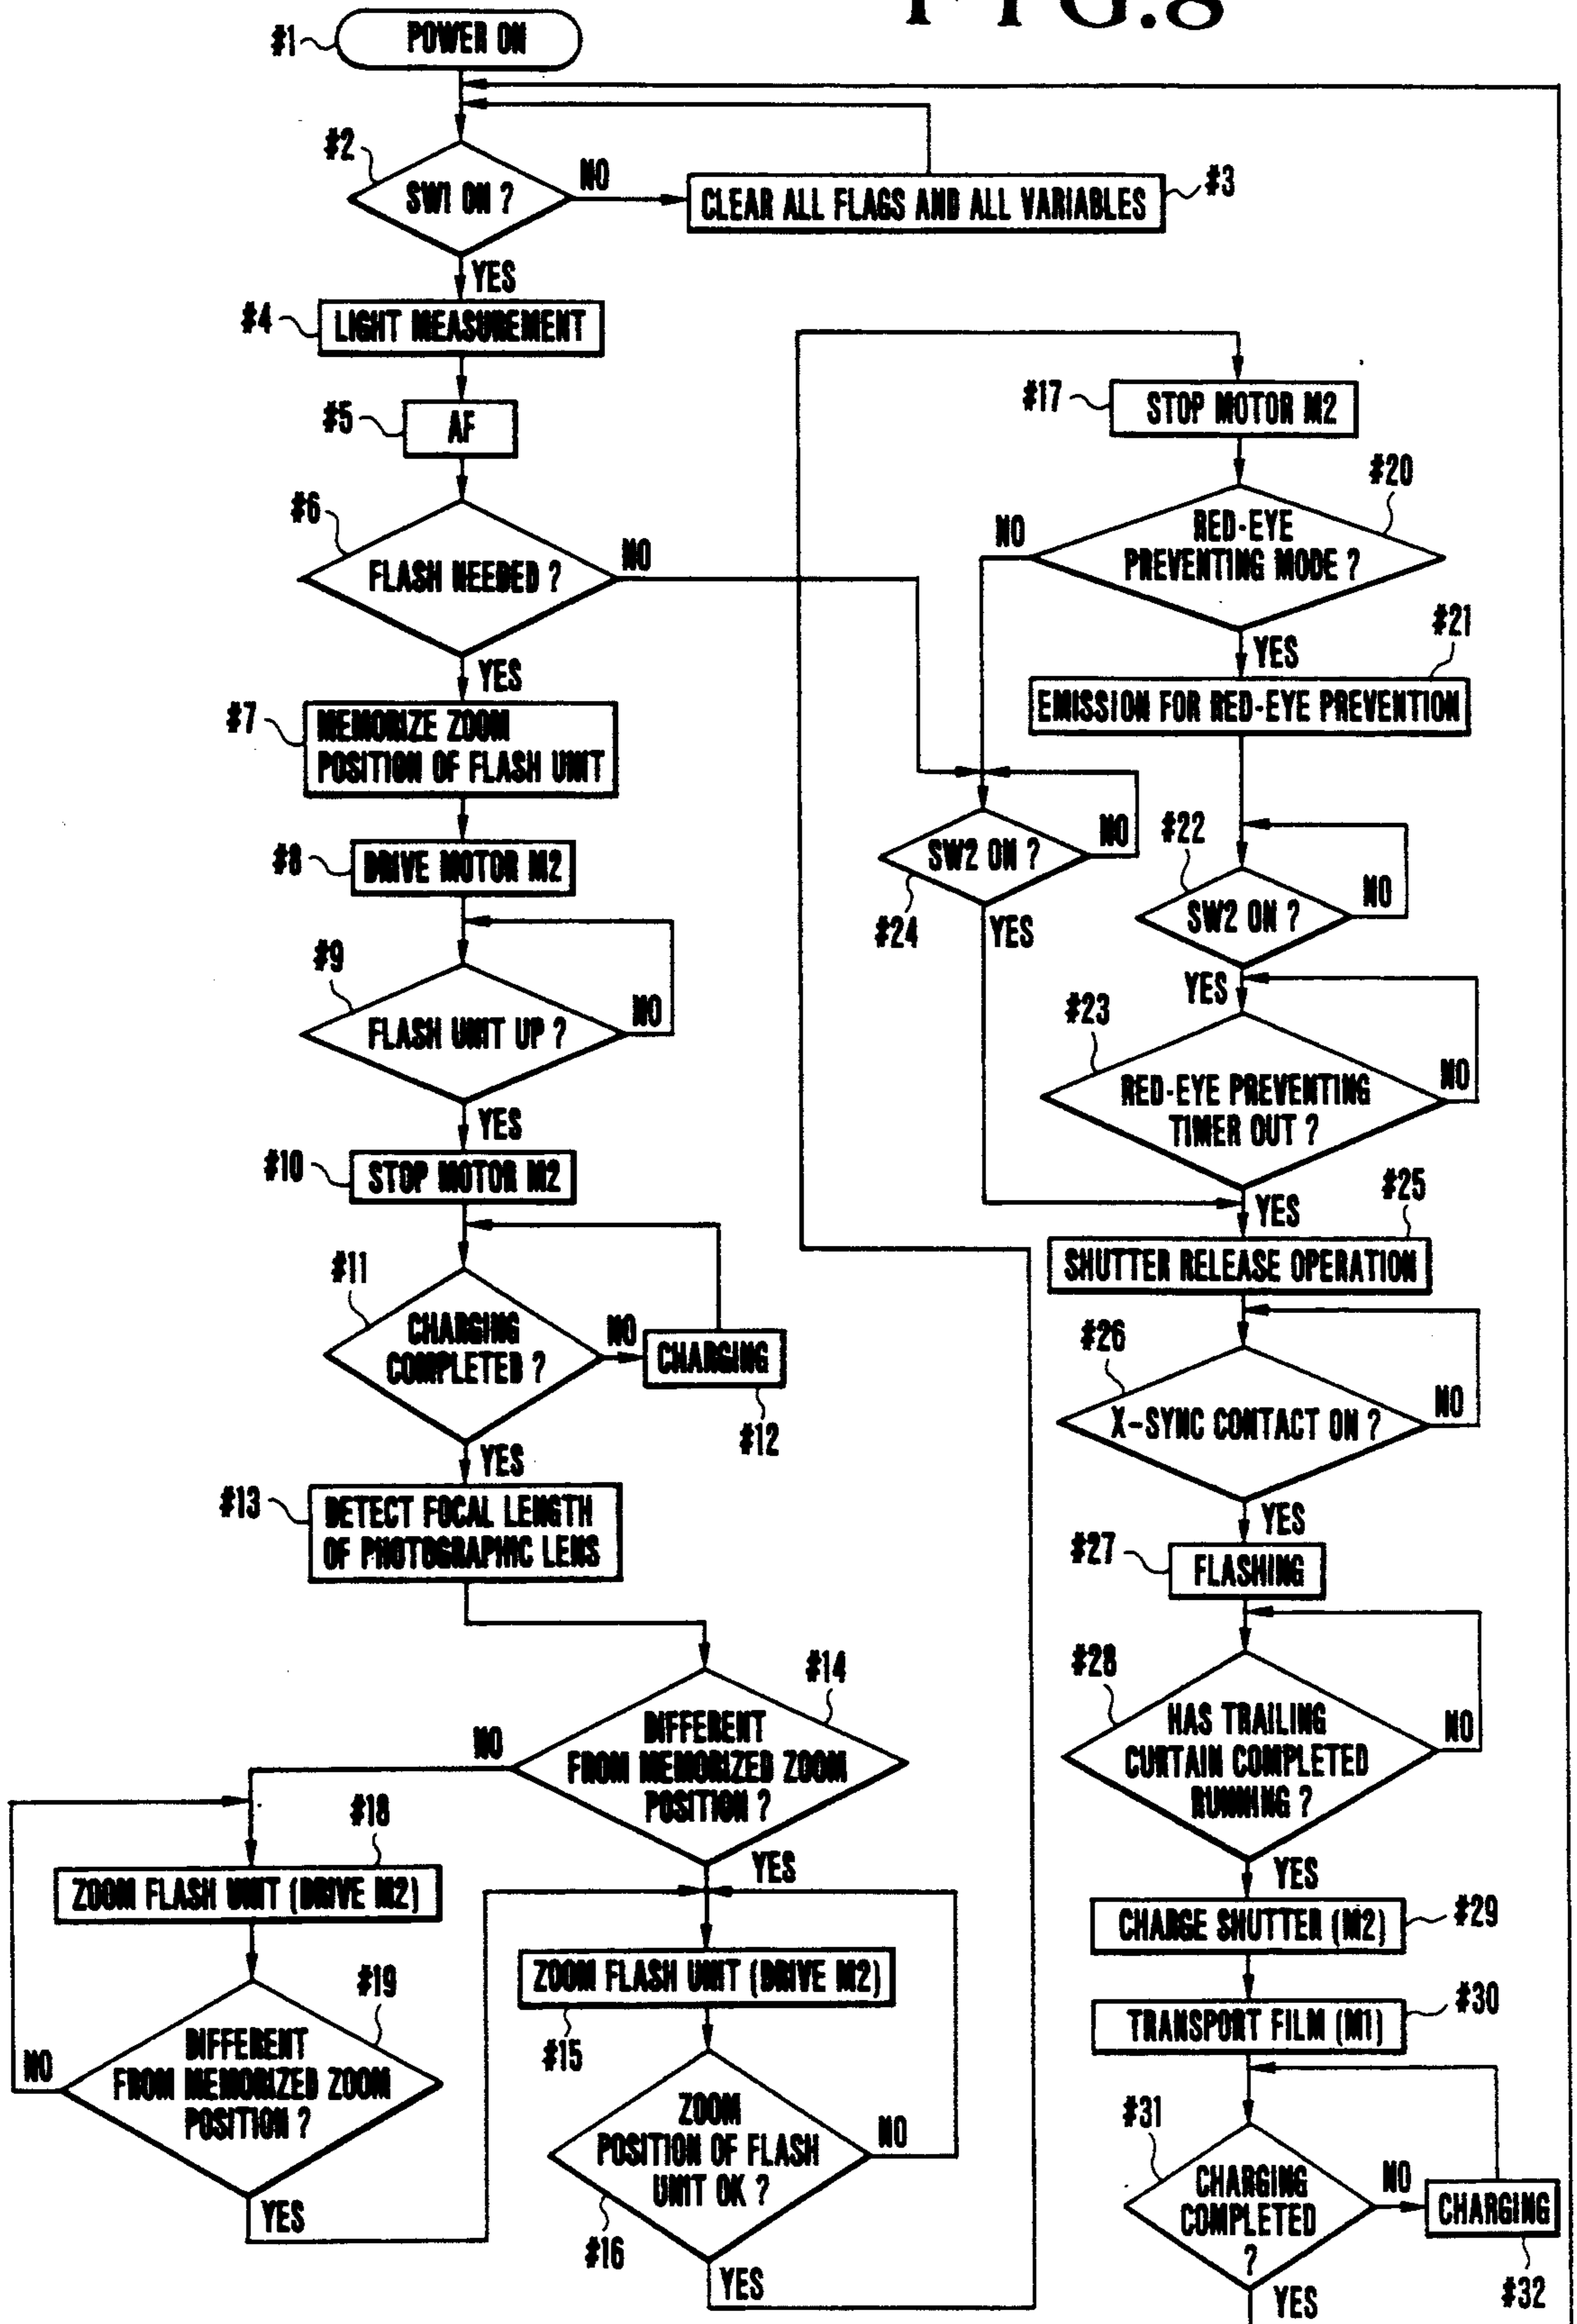 FIG.8
#1
POWER ON
#2
SW1 ON ?
NO
CLEAR ALL FLAGS AND ALL VARIABLES
#3
YES
#4
LIGHT MEASUREMENT
#5
AF
#6
FLASH NEEDED ?
NO
YES
#7
MEMORIZE ZOOM
POSITION OF FLASH UNIT
#8
DRIVE MOTOR M2
#9
FLASH UNIT UP ?
NO
YES
#10
STOP MOTOR M2
#11
CHARGING
COMPLETED ?
NO
CHARGING
#12
YES
#13
DETECT FOCAL LENGTH
OF PHOTOGRAPHIC LENS
#14
DIFFERENT
FROM MEMORIZED ZOOM
POSITION ?
NO
YES
#18
ZOOM FLASH UNIT (DRIVE M2)
#19
DIFFERENT
FROM MEMORIZED ZOOM
POSITION ?
NO
YES
ZOOM FLASH UNIT (DRIVE M2)
#15
ZOOM
POSITION OF FLASH
UNIT OK ?
NO
#16
YES
#17
STOP MOTOR M2
#20
RED-EYE
PREVENTING MODE ?
NO
YES
#21
EMISSION FOR RED-EYE PREVENTION
SW2 ON ?
NO
#24
YES
#22
SW2 ON ?
NO
YES
#23
RED-EYE PREVENTING
TIMER OUT ?
NO
YES
#25
SHUTTER RELEASE OPERATION
#26
X-SYNC CONTACT ON ?
NO
YES
#27
FLASHING
#28
HAS TRAILING
CURTAIN COMPLETED
RUNNING ?
NO
YES
CHARGE SHUTTER (M2)
#29
TRANSPORT FILM (M1)
#30
#31
CHARGING
COMPLETED
?
NO
CHARGING
#32
YES